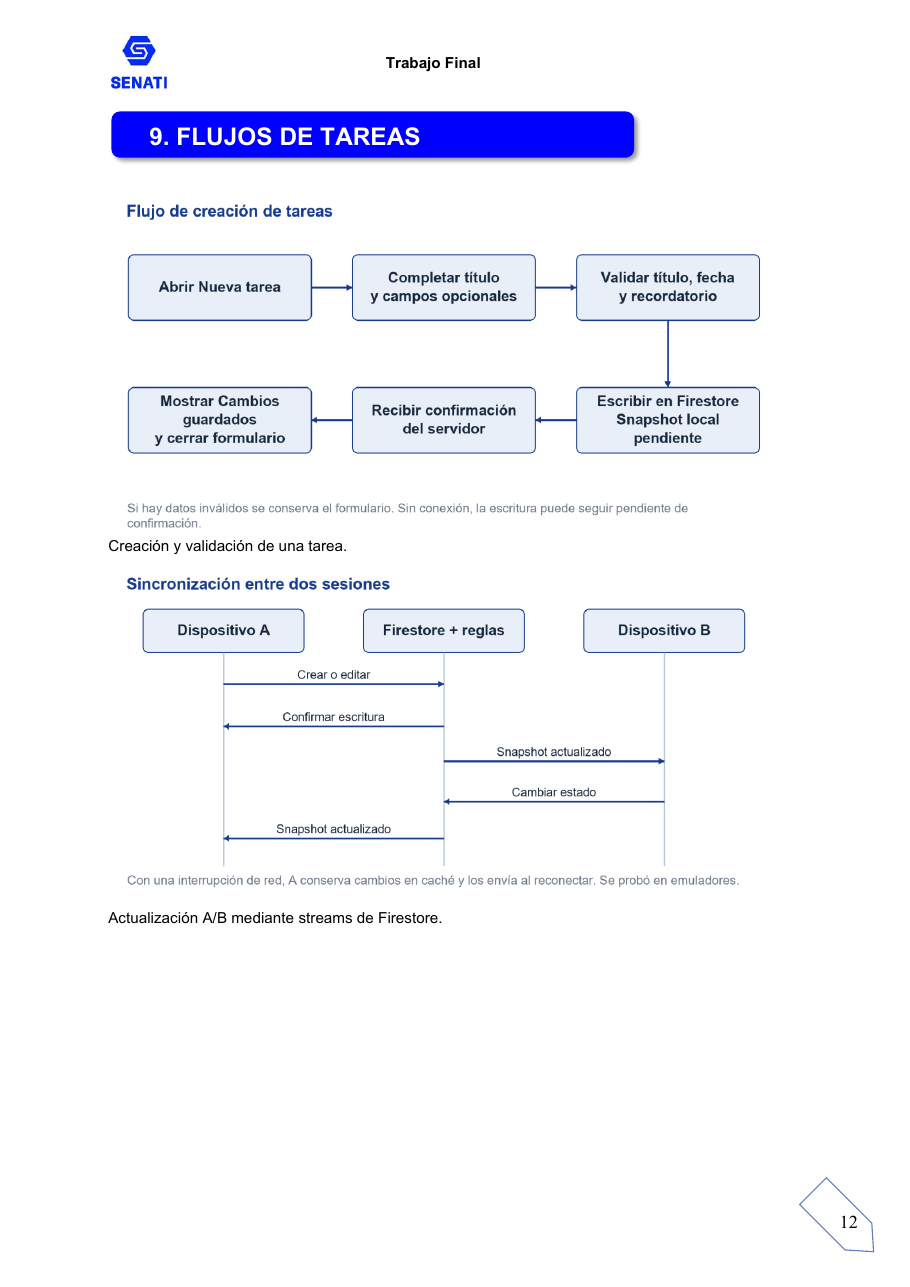 SENATI
Trabajo Final
9. FLUJOS DE TAREAS
Flujo de creación de tareas
Abrir Nueva tarea
Completar título
y campos opcionales
Validar título, fecha
y recordatorio
Mostrar Cambios
guardados
y cerrar formulario
Recibir confirmación
del servidor
Escribir en Firestore
Snapshot local
pendiente
Si hay datos inválidos se conserva el formulario. Sin conexión, la escritura puede seguir pendiente de
confirmación.
Creación y validación de una tarea.
Sincronización entre dos sesiones
Dispositivo A
Firestore + reglas
Dispositivo B
Crear o editar
Confirmar escritura
Snapshot actualizado
Cambiar estado
Snapshot actualizado
Con una interrupción de red, A conserva cambios en caché y los envía al reconectar. Se probó en emuladores.
Actualización A/B mediante streams de Firestore.
12